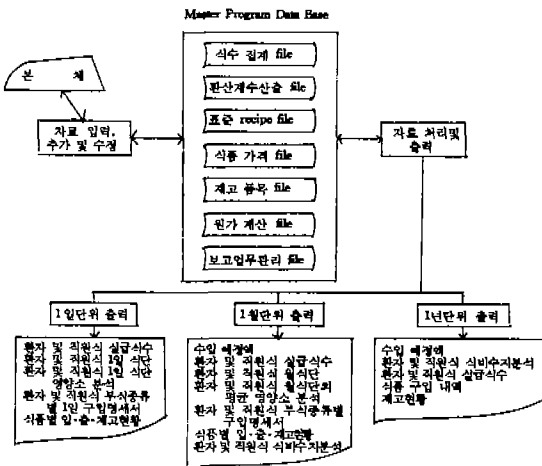 Master Program Data Base
식수 집계 file
환산계수산출 file
표준 recipe file
식품 가격 file
재고 품목 file
원가 계산 file
보고업무관리 file
본 체
자료 입력,
추가 및 수정
자료 처리및
출력
1일단위 출력
환자 및 직원식 실급식수
환자 및 직원식 1일 식단
환자 및 직원식 1일 식단
영양소 분석
환자 및 직원식 부식종류
별 1일 구입명세서
식품별 입·출·재고현황
1월단위 출력
수입 예정액
환자 및 직원식 실급식수
환자 및 직원식 월식단
환자 및 직원식 월식단의
평균 영양소 분석
환자 및 직원식 부식종류별
구입명세서
식품별 입·출·재고현황
환자 및 직원식 식비수지분석
1년단위 출력
수입 예정액
환자 및 직원식 식비수지분석
환자 및 직원식 실급식수
식품 구입 내역
재고현황